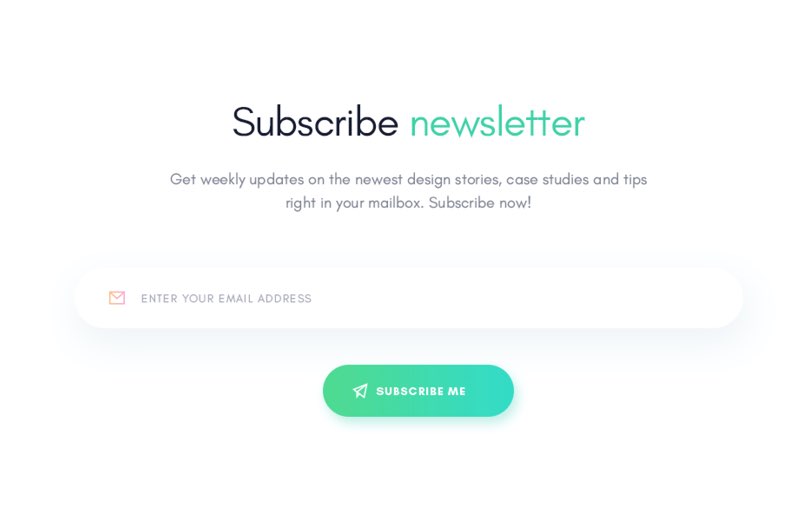 Subscribe newsletter
Get weekly updates on the newest design stories, case studies and tips
right in your mailbox. Subscribe now!
ENTER YOUR EMAIL ADDRESS
SUBSCRIBE ME